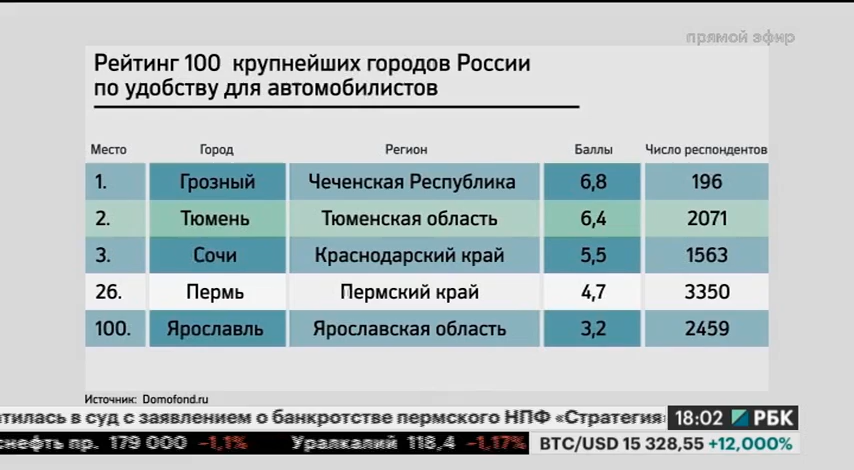 прямой эфир
Рейтинг 100 крупнейших городов России
по удобству для автомобилистов
Место Город Регион Баллы Число респондентов
1. Грозный Чеченская Республика 6,8 196
2. Тюмень Тюменская область 6,4 2071
3. Сочи Краснодарский край 5,5 1563
26. Пермь Пермский край 4,7 3350
100. Ярославль Ярославская область 3,2 2459
Источник: Domofond.ru
тилась в суд с заявлением о банкротстве пермского НПФ «Стратегия» 18:02 РБК
снефть пр. 179 000 -1,1% Уралкалий 118,4 -1,17% BTC/USD 15 328,55 +12,000%